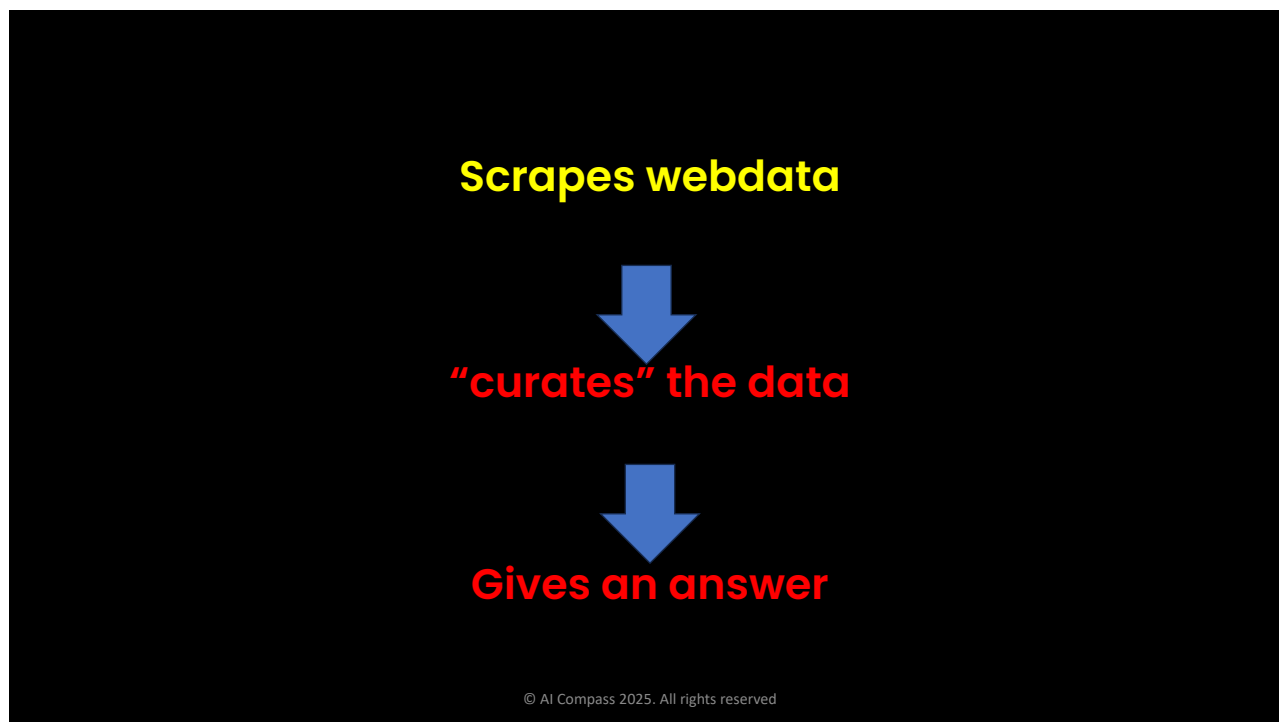 Scrapes webdata
“curates” the data
Gives an answer
© AI Compass 2025. All rights reserved